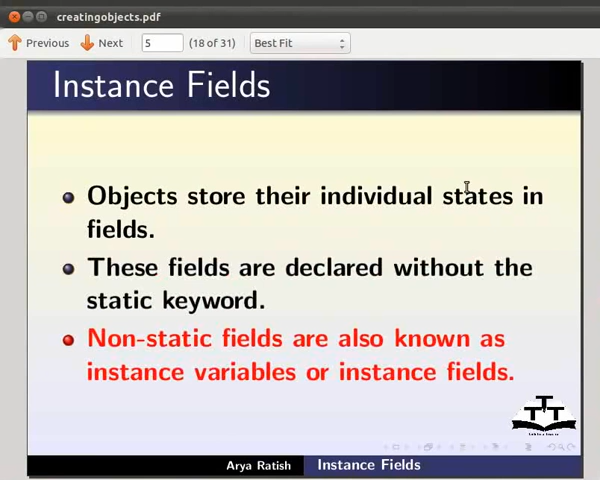 creatingobjects.pdf
Previous Next 5 (18 of 31) Best Fit
Instance Fields
Objects store their individual states in
fields.
These fields are declared without the
static keyword.
Non-static fields are also known as
instance variables or instance fields.
TTT
Arya Ratish Instance Fields